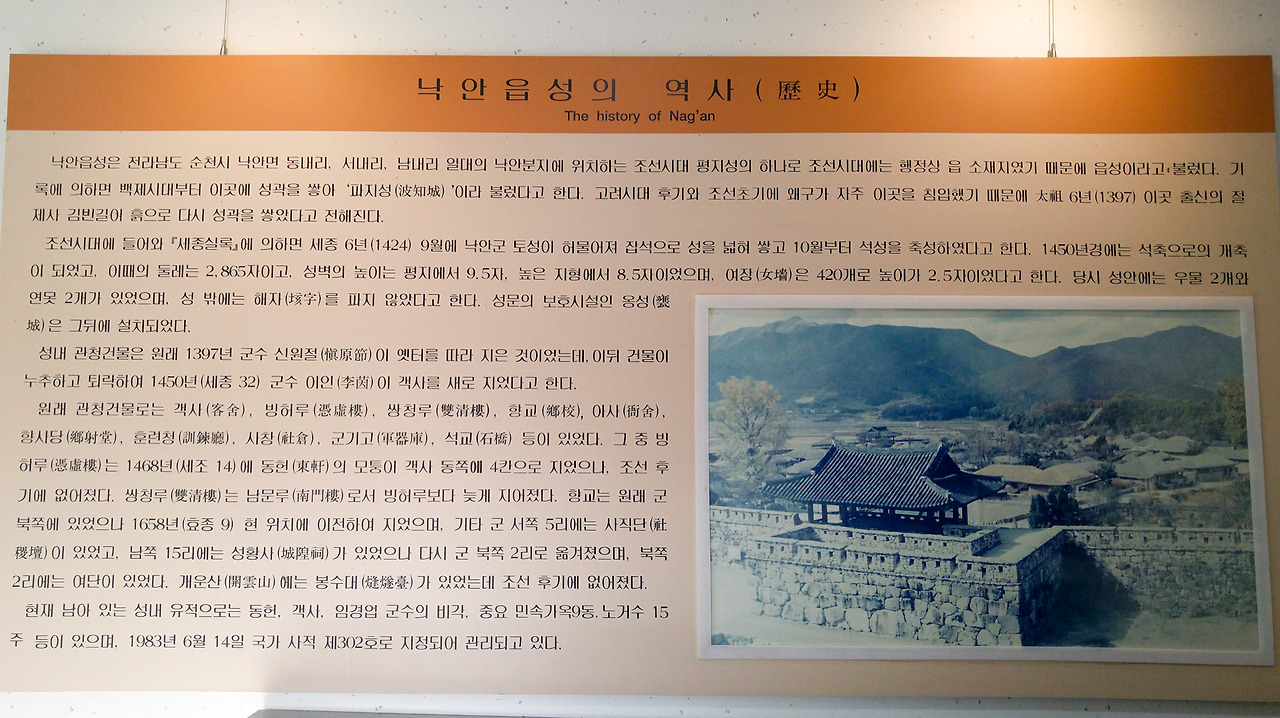 낙안읍성의 역사(歷史)
The history of Nag'an
낙안읍성은 전라남도 순천시 낙안면 동내리, 서내리, 남내리 일대의 낙안분지에 위치하는 조선시대 평지성의 하나로 조선시대에는 행정상 읍 소재지였기 때문에 읍성이라고 불렀다. 기
록에 의하면 백제시대부터 이곳에 성곽을 쌓아 '파지성(波知城)'이라 불렀다고 한다. 고려시대 후기와 조선초기에 왜구가 자주 이곳을 침입했기 때문에 太祖 6년(1397) 이곳 출신의 절
제사 김빈길이 흙으로 다시 성곽을 쌓았다고 전해진다.
조선시대에 들어와 『세종실록』에 의하면 세종 6년(1424) 9월에 낙안군 토성이 허물어져 잡석으로 성을 넓혀 쌓고 10월부터 석성을 축성하였다고 한다. 1450년경에는 석축으로의 개축
이 되었고, 이때의 둘레는 2,865자이고, 성벽의 높이는 평지에서 9.5자, 높은 지형에서 8.5자이었으며, 여장(女墻)은 420개로 높이가 2.5자이었다고 한다. 당시 성안에는 우물 2개와
연못 2개가 있었으며, 성 밖에는 해자(垓字)를 파지 않았다고 한다. 성문의 보호시설인 옹성(甕
城)은 그뒤에 설치되었다.
성내 관청건물은 원래 1397년 군수 신원절(愼原節)이 옛터를 따라 지은 것이었는데, 이뒤 건물이
누추하고 퇴락하여 1450년(세종 32) 군수 이인(李茵)이 객사를 새로 지었다고 한다.
원래 관청건물로는 객사(客舍), 빙허루(憑虛樓), 쌍청루(雙淸樓), 향교(鄕校), 아사(衙舍),
향사당(鄕射堂), 훈련청(訓鍊廳), 사창(社倉), 군기고(軍器庫), 석교(石橋) 등이 있었다. 그 중 빙
허루(憑虛樓)는 1468년(세조 14)에 동헌(東軒)의 모퉁이 객사 동쪽에 4칸으로 지었으나, 조선 후
기에 없어졌다. 쌍청루(雙淸樓)는 남문루(南門樓)로서 빙허루보다 늦게 지어졌다. 향교는 원래 군
북쪽에 있었으나 1658년(효종 9) 현 위치에 이전하여 지었으며, 기타 군 서쪽 5리에는 사직단(社
稷壇)이 있었고, 남쪽 15리에는 성황사(城隍祠)가 있었으나 다시 군 북쪽 2리로 옮겨졌으며, 북쪽
2리에는 여단이 있었다. 개운산(開雲山)에는 봉수대(烽燧臺)가 있었는데 조선 후기에 없어졌다.
현재 남아 있는 성내 유적으로는 동헌, 객사, 임경업 군수의 비각, 중요 민속가옥9동, 노거수 15
주 등이 있으며, 1983년 6월 14일 국가 사적 제302호로 지정되어 관리되고 있다.